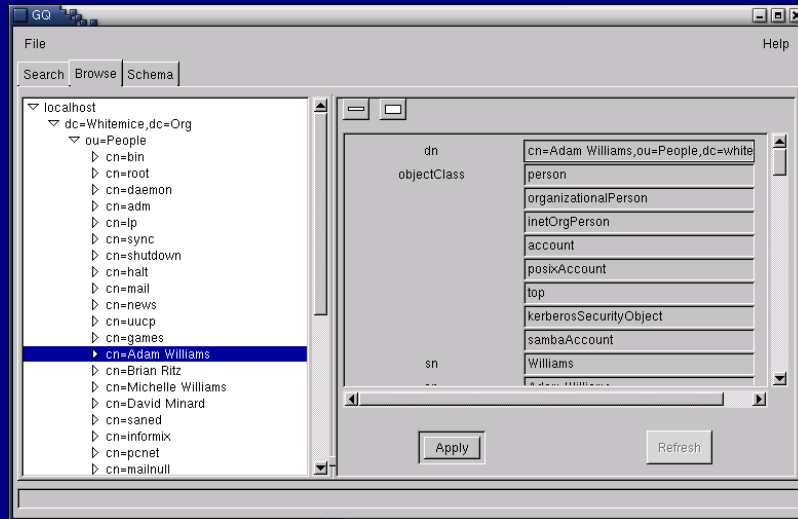 GQ
File
Help
Search Browse Schema
localhost
dc=Whitemice,dc=Org
ou=People
cn=bin
cn=root
cn=daemon
cn=adm
cn=lp
cn=sync
cn=shutdown
cn=halt
cn=mail
cn=news
cn=uucp
cn=games
cn=Adam Williams
cn=Brian Ritz
cn=Michelle Williams
cn=David Minard
cn=saned
cn=informix
cn=pcnet
cn=mailnull
dn cn=Adam Williams,ou=People,dc=white
objectClass person
organizationalPerson
inetOrgPerson
account
posixAccount
top
kerberosSecurityObject
sambaAccount
sn Williams
Adam Williams
Apply
Refresh